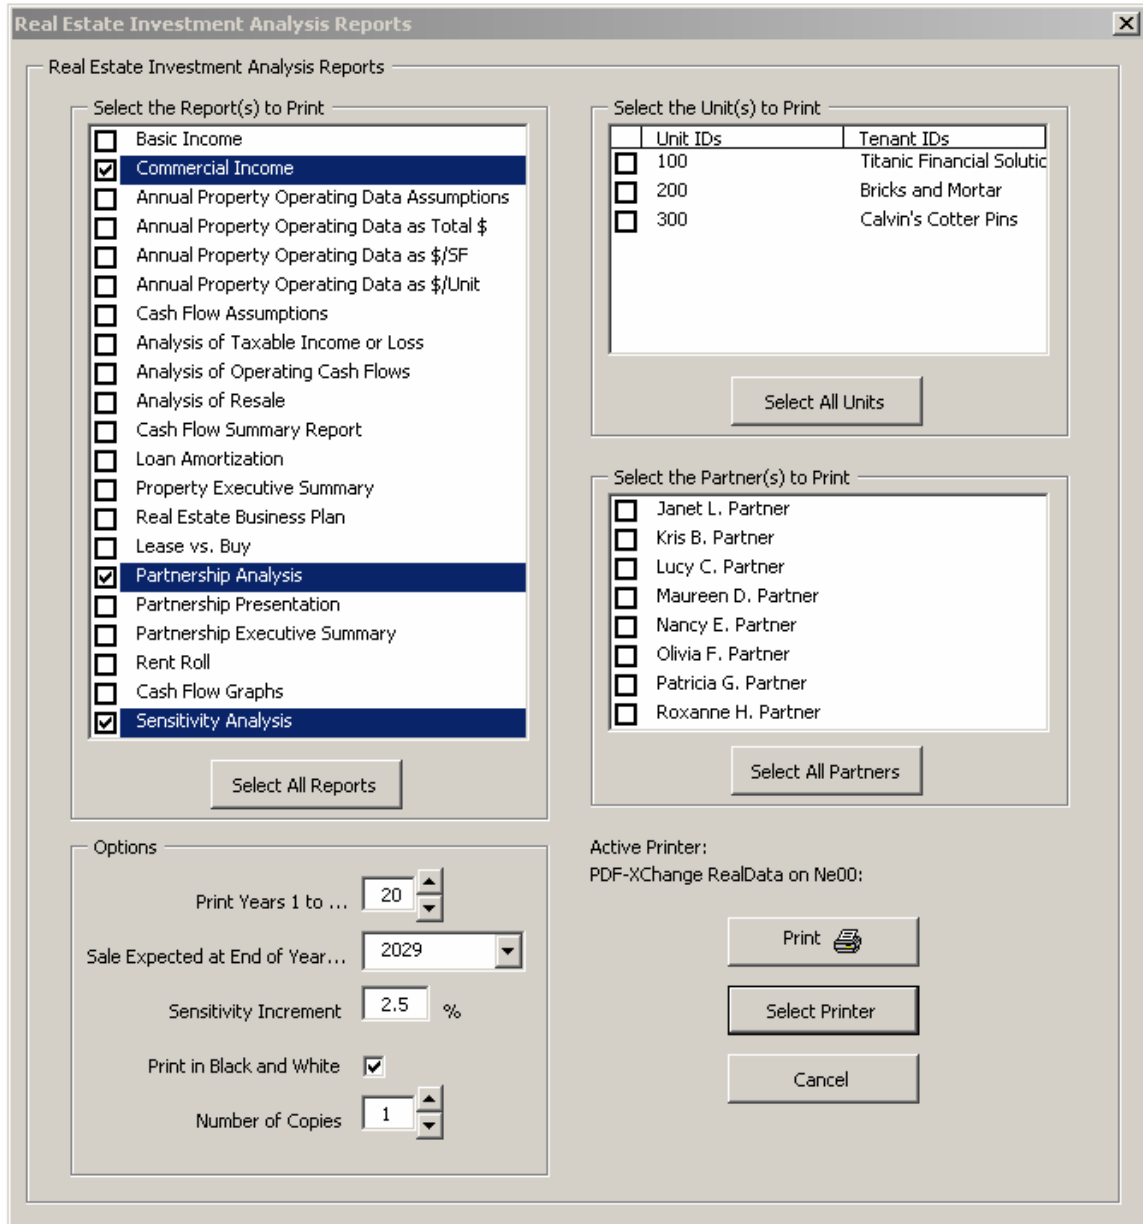 Real Estate Investment Analysis Reports
Real Estate Investment Analysis Reports
Select the Report(s) to Print
Basic Income
Commercial Income
Annual Property Operating Data Assumptions
Annual Property Operating Data as Total $
Annual Property Operating Data as $/SF
Annual Property Operating Data as $/Unit
Cash Flow Assumptions
Analysis of Taxable Income or Loss
Analysis of Operating Cash Flows
Analysis of Resale
Cash Flow Summary Report
Loan Amortization
Property Executive Summary
Real Estate Business Plan
Lease vs. Buy
Partnership Analysis
Partnership Presentation
Partnership Executive Summary
Rent Roll
Cash Flow Graphs
Sensitivity Analysis
Select All Reports
Select the Unit(s) to Print
Unit IDs Tenant IDs
100 Titanic Financial Solutic
200 Bricks and Mortar
300 Calvin's Cotter Pins
Select All Units
Select the Partner(s) to Print
Janet L. Partner
Kris B. Partner
Lucy C. Partner
Maureen D. Partner
Nancy E. Partner
Olivia F. Partner
Patricia G. Partner
Roxanne H. Partner
Select All Partners
Options
Print Years 1 to ... 20
Sale Expected at End of Year... 2029
Sensitivity Increment 2.5 %
Print in Black and White
Number of Copies 1
Active Printer:
PDF-XChange RealData on Ne00:
Print
Select Printer
Cancel